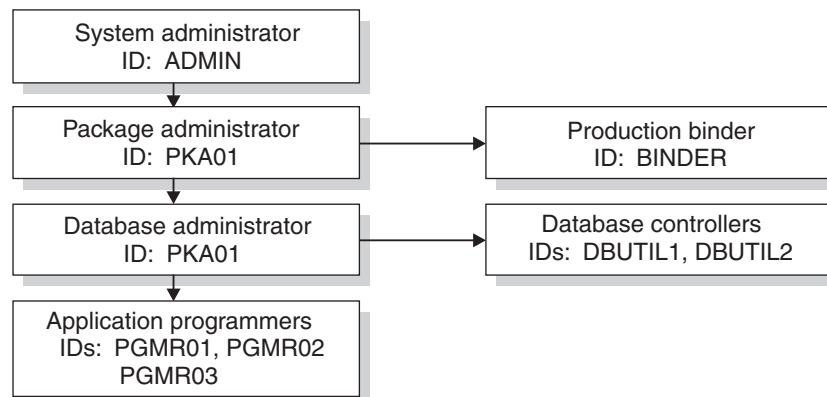 System administrator
ID: ADMIN
Package administrator
ID: PKA01
Production binder
ID: BINDER
Database administrator
ID: PKA01
Database controllers
IDs: DBUTIL1, DBUTIL2
Application programmers
IDs: PGMR01, PGMR02
PGMR03